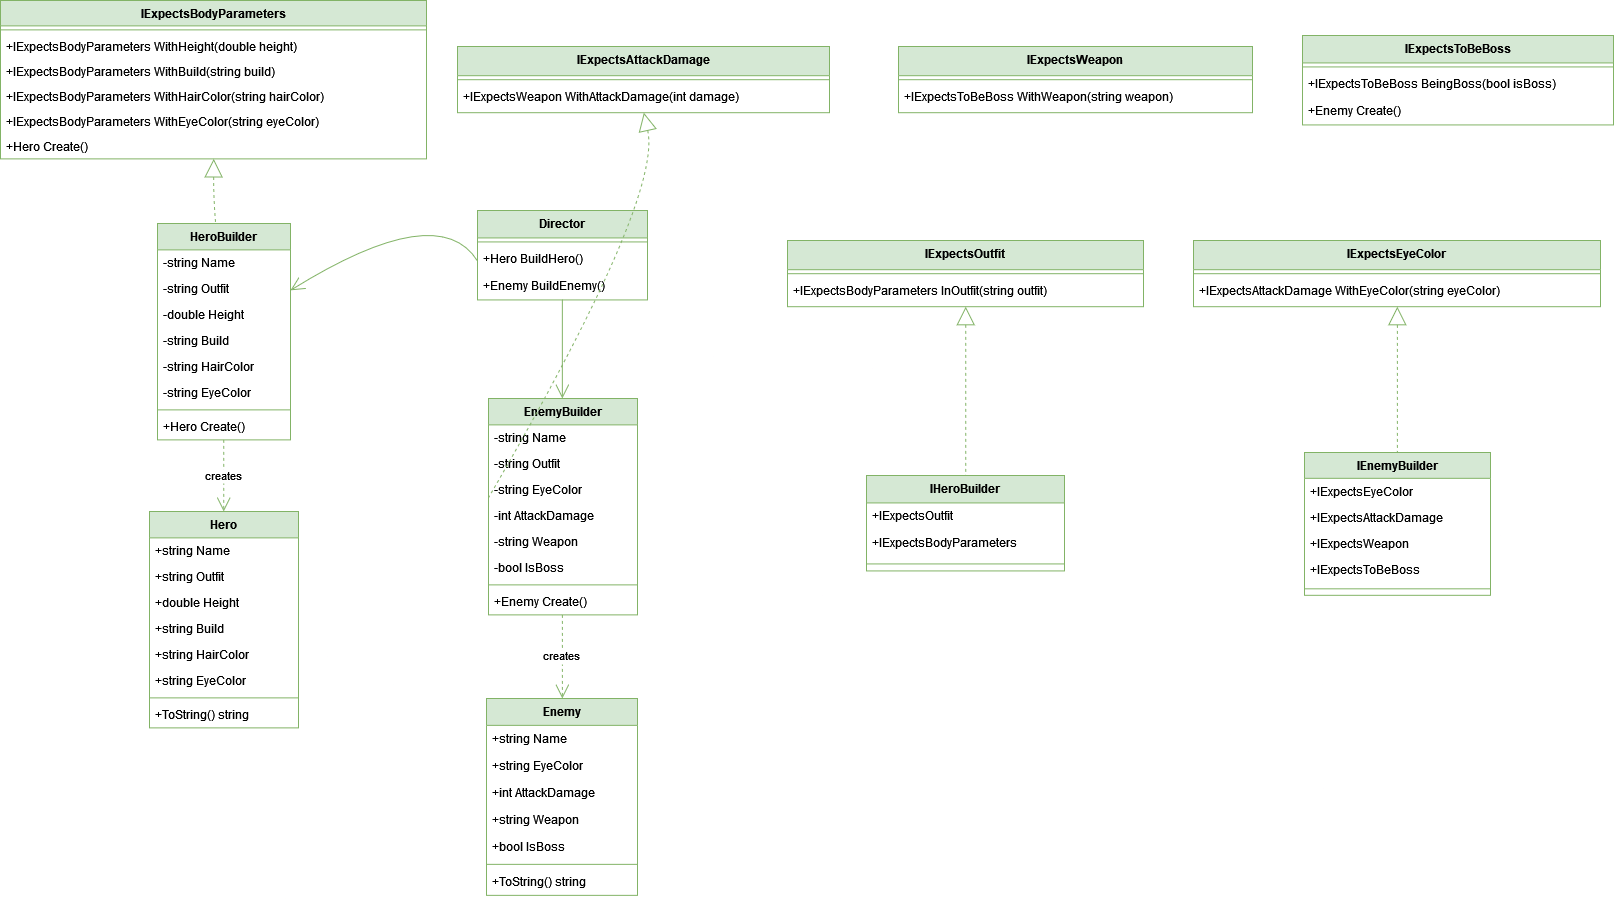 IExpectsBodyParameters
+IExpectsBodyParameters WithHeight(double height)
+IExpectsBodyParameters WithBuild(string build)
+IExpectsBodyParameters WithHairColor(string hairColor)
+IExpectsBodyParameters WithEyeColor(string eyeColor)
+Hero Create()
IExpectsAttackDamage
+IExpectsWeapon WithAttackDamage(int damage)
IExpectsWeapon
+IExpectsToBeBoss WithWeapon(string weapon)
IExpectsToBeBoss
+IExpectsToBeBoss BeingBoss(bool isBoss)
+Enemy Create()
HeroBuilder
-string Name
-string Outfit
-double Height
-string Build
-string HairColor
-string EyeColor
+Hero Create()
Director
+Hero BuildHero()
+Enemy BuildEnemy()
IExpectsOutfit
+IExpectsBodyParameters InOutfit(string outfit)
IExpectsEyeColor
+IExpectsAttackDamage WithEyeColor(string eyeColor)
creates
Hero
+string Name
+string Outfit
+double Height
+string Build
+string HairColor
+string EyeColor
+ToString() string
EnemyBuilder
-string Name
-string Outfit
-string EyeColor
-int AttackDamage
-string Weapon
-bool IsBoss
+Enemy Create()
creates
Enemy
+string Name
+string EyeColor
+int AttackDamage
+string Weapon
+bool IsBoss
+ToString() string
IHeroBuilder
+IExpectsOutfit
+IExpectsBodyParameters
IEnemyBuilder
+IExpectsEyeColor
+IExpectsAttackDamage
+IExpectsWeapon
+IExpectsToBeBoss